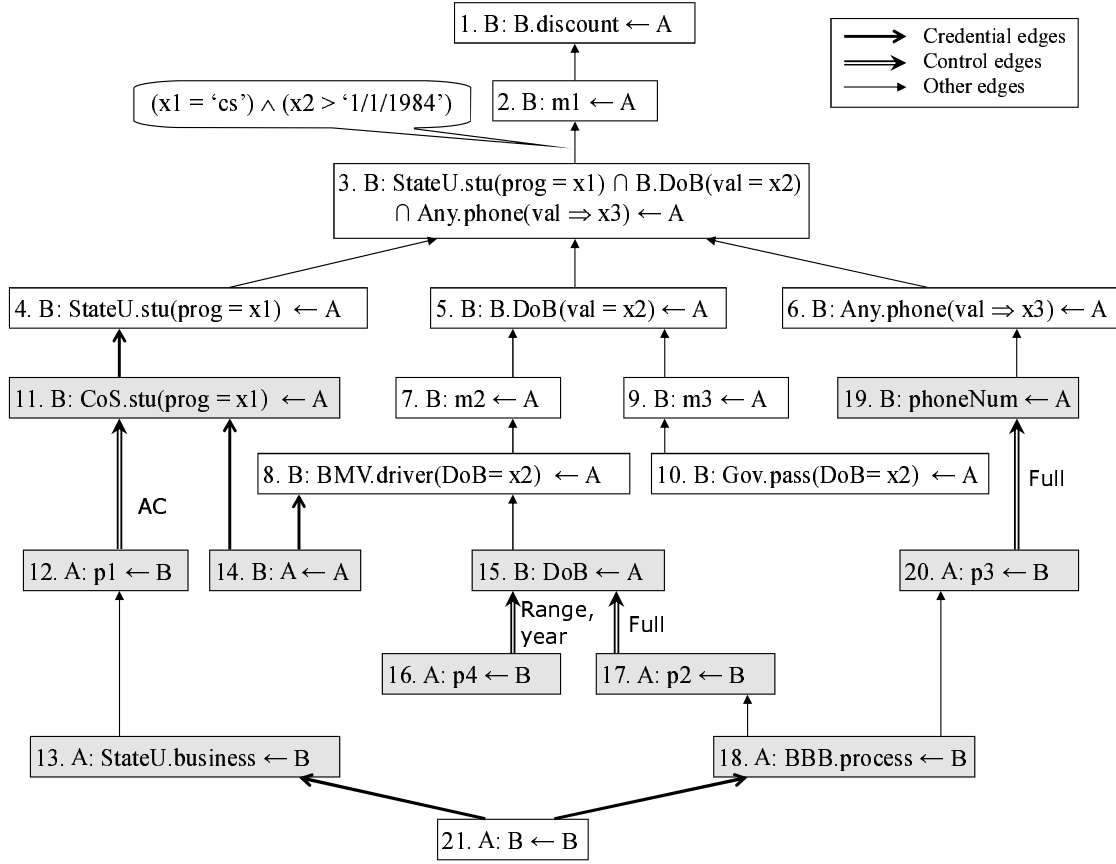 1. B: B.discount ← A
Credential edges
Control edges
Other edges
(x1 = ‘cs’) ∧ (x2 > ‘1/1/1984’)
2. B: m1 ← A
3. B: StateU.stu(prog = x1) ∩ B.DoB(val = x2)
∩ Any.phone(val ⇒ x3) ← A
4. B: StateU.stu(prog = x1) ← A
5. B: B.DoB(val = x2) ← A
6. B: Any.phone(val ⇒ x3) ← A
11. B: CoS.stu(prog = x1) ← A
7. B: m2 ← A
9. B: m3 ← A
19. B: phoneNum ← A
8. B: BMV.driver(DoB= x2) ← A
10. B: Gov.pass(DoB= x2) ← A
AC
Full
12. A: p1 ← B
14. B: A ← A
15. B: DoB ← A
20. A: p3 ← B
Range,
year
Full
16. A: p4 ← B
17. A: p2 ← B
13. A: StateU.business ← B
18. A: BBB.process ← B
21. A: B ← B